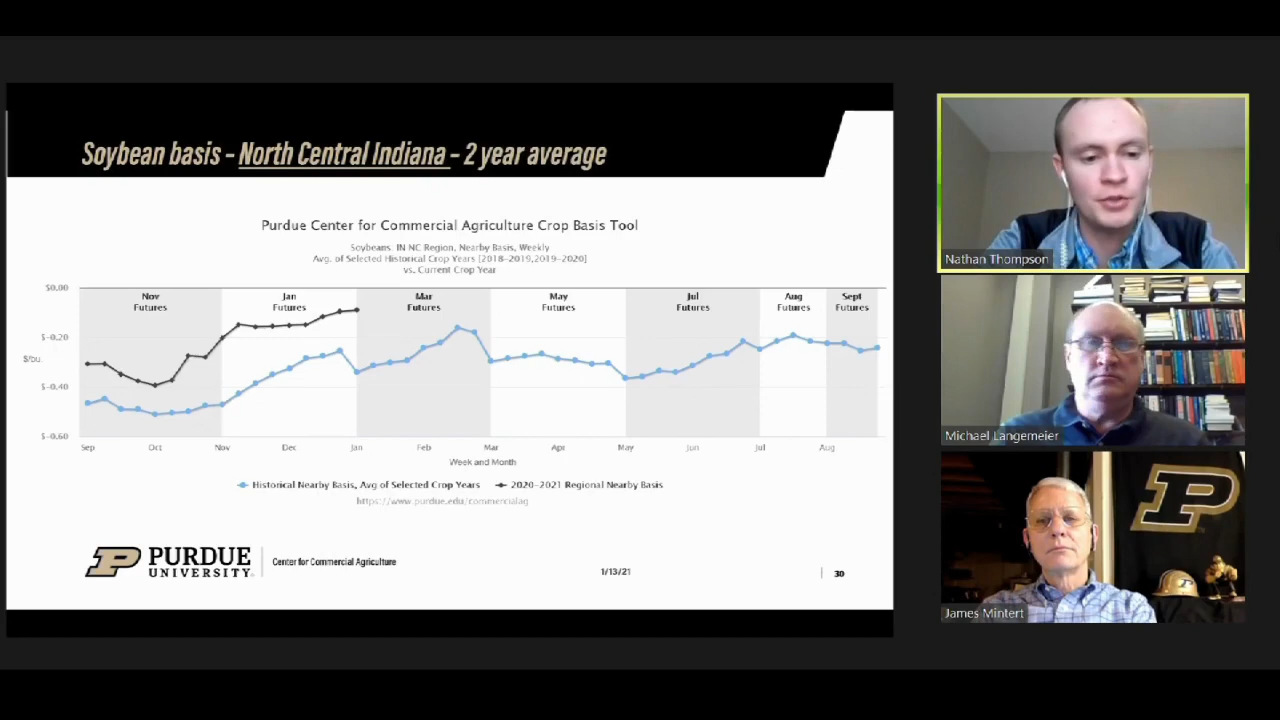 Soybean basis – North Central Indiana – 2 year average
Purdue Center for Commercial Agriculture Crop Basis Tool
Soybeans: IN NC Region, Nearby Basis, Weekly
Avg. of Selected Historical Crop Years [2018-2019,2019-2020]
vs. Current Crop Year
$0.00
Nov
Futures
Jan
Futures
Mar
Futures
May
Futures
Jul
Futures
Aug
Futures
Sept
Futures
$-0.20
$/bu.
$-0.40
$-0.60
Sep Oct Nov Dec Jan Feb Mar Apr May Jun Jul Aug
Week and Month
Historical Nearby Basis, Avg of Selected Crop Years 2020-2021 Regional Nearby Basis
https://www.purdue.edu/commercialag
P PURDUE
UNIVERSITY
Center for Commercial Agriculture
1/13/21
30
Nathan Thompson
Michael Langemeier
P
James Mintert